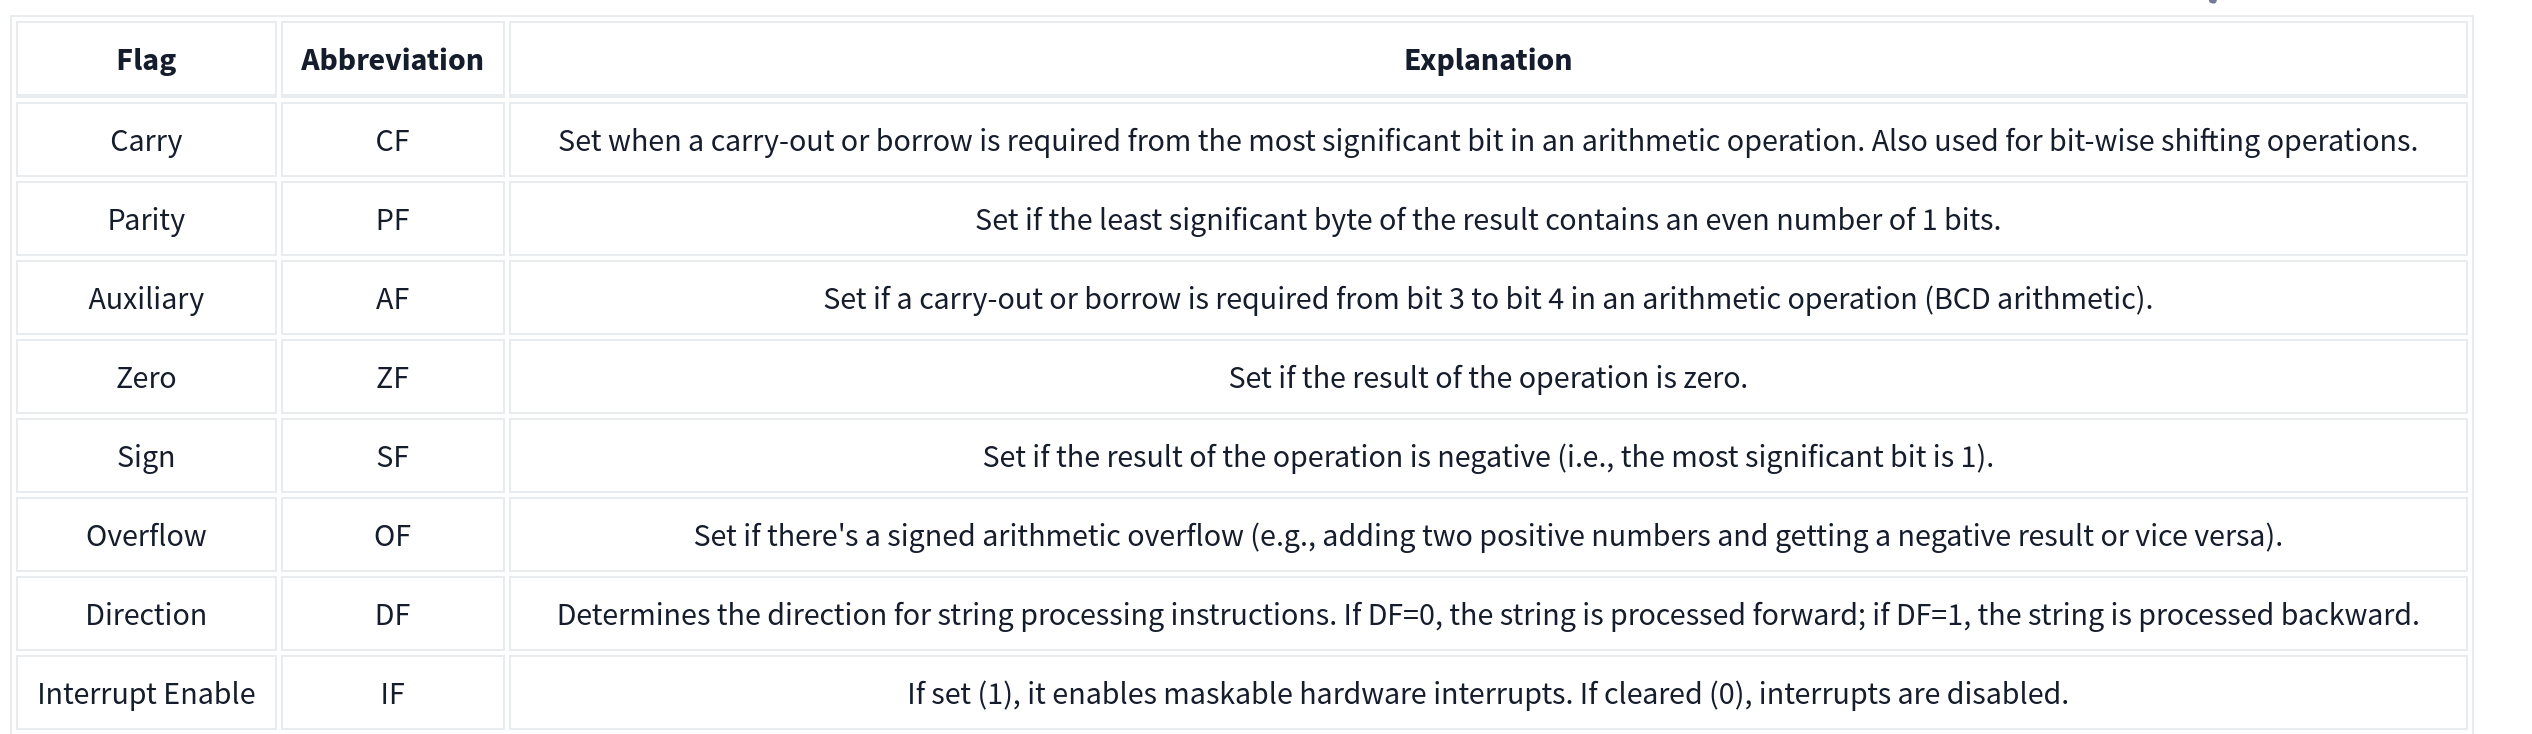 Flag Abbreviation Explanation
Carry CF Set when a carry-out or borrow is required from the most significant bit in an arithmetic operation. Also used for bit-wise shifting operations.
Parity PF Set if the least significant byte of the result contains an even number of 1 bits.
Auxiliary AF Set if a carry-out or borrow is required from bit 3 to bit 4 in an arithmetic operation (BCD arithmetic).
Zero ZF Set if the result of the operation is zero.
Sign SF Set if the result of the operation is negative (i.e., the most significant bit is 1).
Overflow OF Set if there's a signed arithmetic overflow (e.g., adding two positive numbers and getting a negative result or vice versa).
Direction DF Determines the direction for string processing instructions. If DF=0, the string is processed forward; if DF=1, the string is processed backward.
Interrupt Enable IF If set (1), it enables maskable hardware interrupts. If cleared (0), interrupts are disabled.